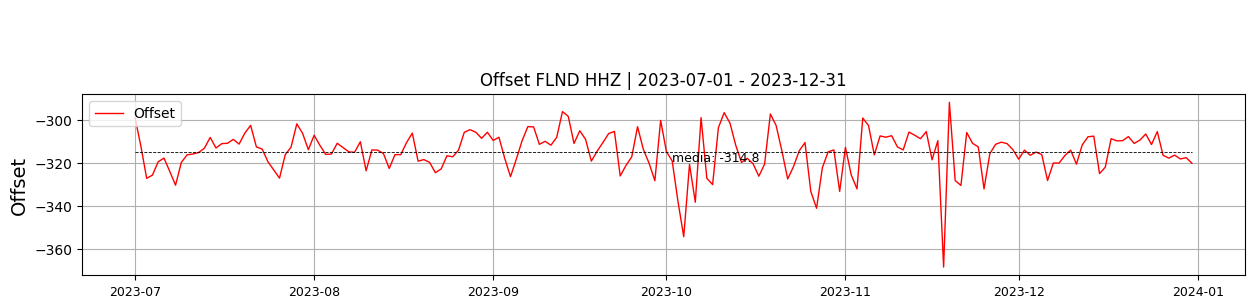 Offset FLND HHZ | 2023-07-01 - 2023-12-31
Offset
Offset
−300
−320
−340
−360
media: -314.8
2023-07
2023-08
2023-09
2023-10
2023-11
2023-12
2024-01